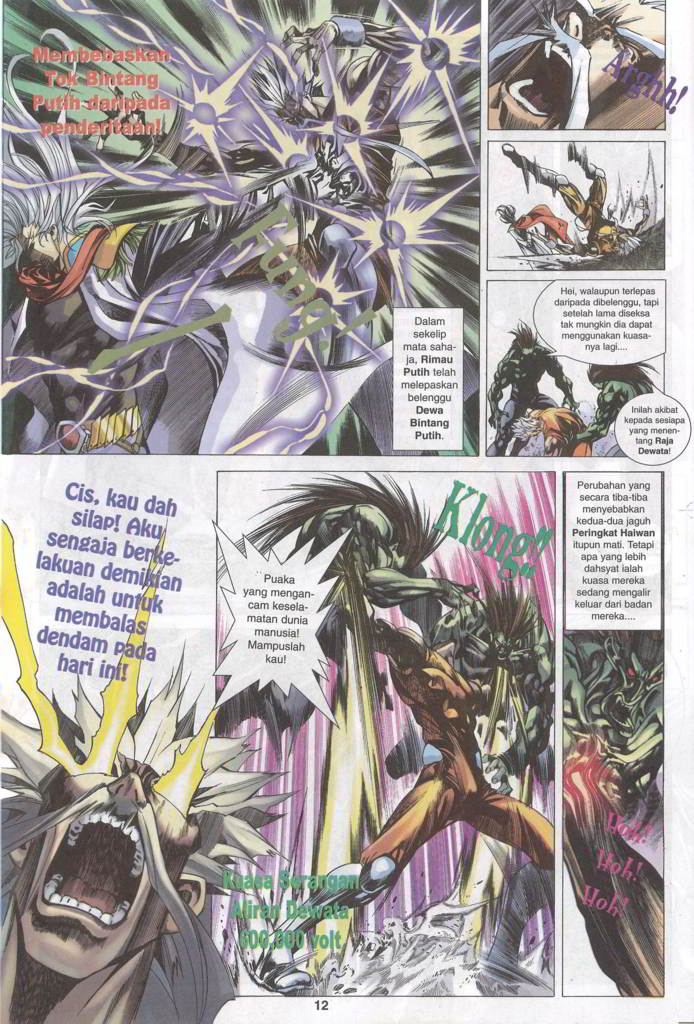 Membebaskan
Tok Bintang
Putih daripada
penderitaan!
Fung!
Dalam
sekelip
mata saha-
ja, Rimau
Putih telah
melepaskan
belenggu
Dewa
Bintang
Putih.
Arghh!
Hei, walaupun terlepas
daripada dibelenggu, tapi
setelah lama diseksa
tak mungkin dia dapat
menggunakan kuasa-
nya lagi....
Inilah akibat
kepada sesiapa
yang menen-
tang Raja
Dewata!
Cis, kau dah
silap! Aku
sengaja berke-
lakuan demikian
adalah untuk
membalas
dendam pada
hari ini!
Puaka
yang mengan-
cam kesela-
matan dunia
manusia!
Mampuslah
kau!
Klong"
Kuasa Serangan
Aliran Dewata
600,000 volt
Perubahan yang
secara tiba-tiba
menyebabkan
kedua-dua jaguh
Peringkat Haiwan
itupun mati. Tetapi
apa yang lebih
dahsyat ialah
kuasa mereka
sedang mengalir
keluar dari badan
mereka....
Hoh!
Hoh!
Hoh!
12